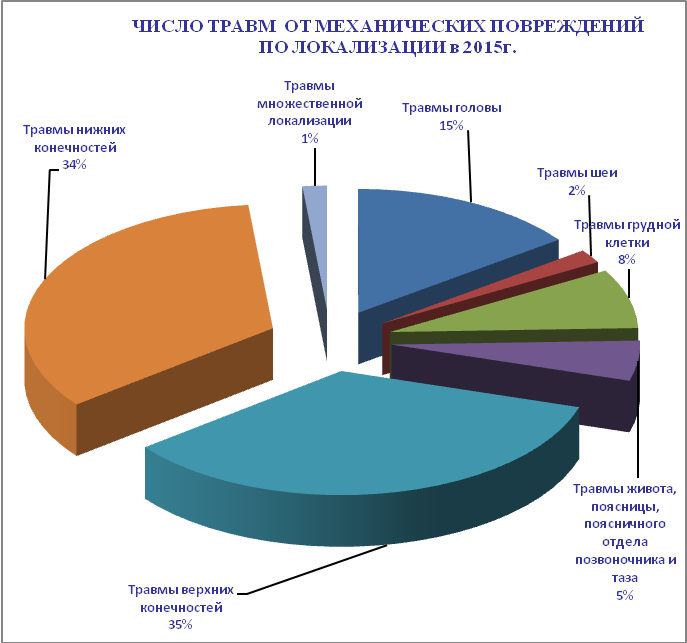 ЧИСЛО ТРАВМ ОТ МЕХАНИЧЕСКИХ ПОВРЕЖДЕНИЙ
ПО ЛОКАЛИЗАЦИИ в 2015г.
Травмы
множественной
локализации
1%
Травмы головы
15%
Травмы нижних
конечностей
34%
Травмы шеи
2%
Травмы грудной
клетки
8%
Травмы живота,
поясницы,
поясничного
отдела
позвоночника и
таза
5%
Травмы верхних
конечностей
35%